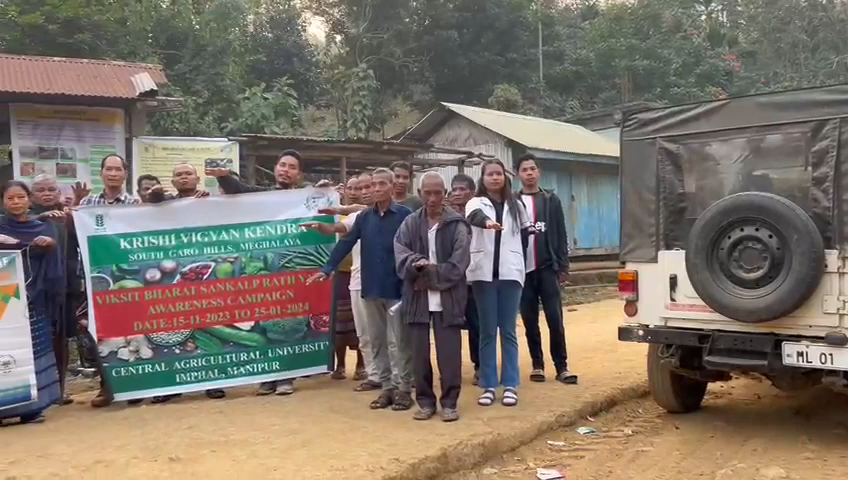 KRISHI VIGYAN KENDRA
SOUTH GARO HILLS, MEGHALAYA
VIKSIT BHARAT SANKALP RATH YATRA
AWARENESS CAMPAIGN
DATE:15-11-2023 TO 25-01-2024
CENTRAL AGRICULTURAL UNIVERSITY
IMPHAL, MANIPUR
ML 01